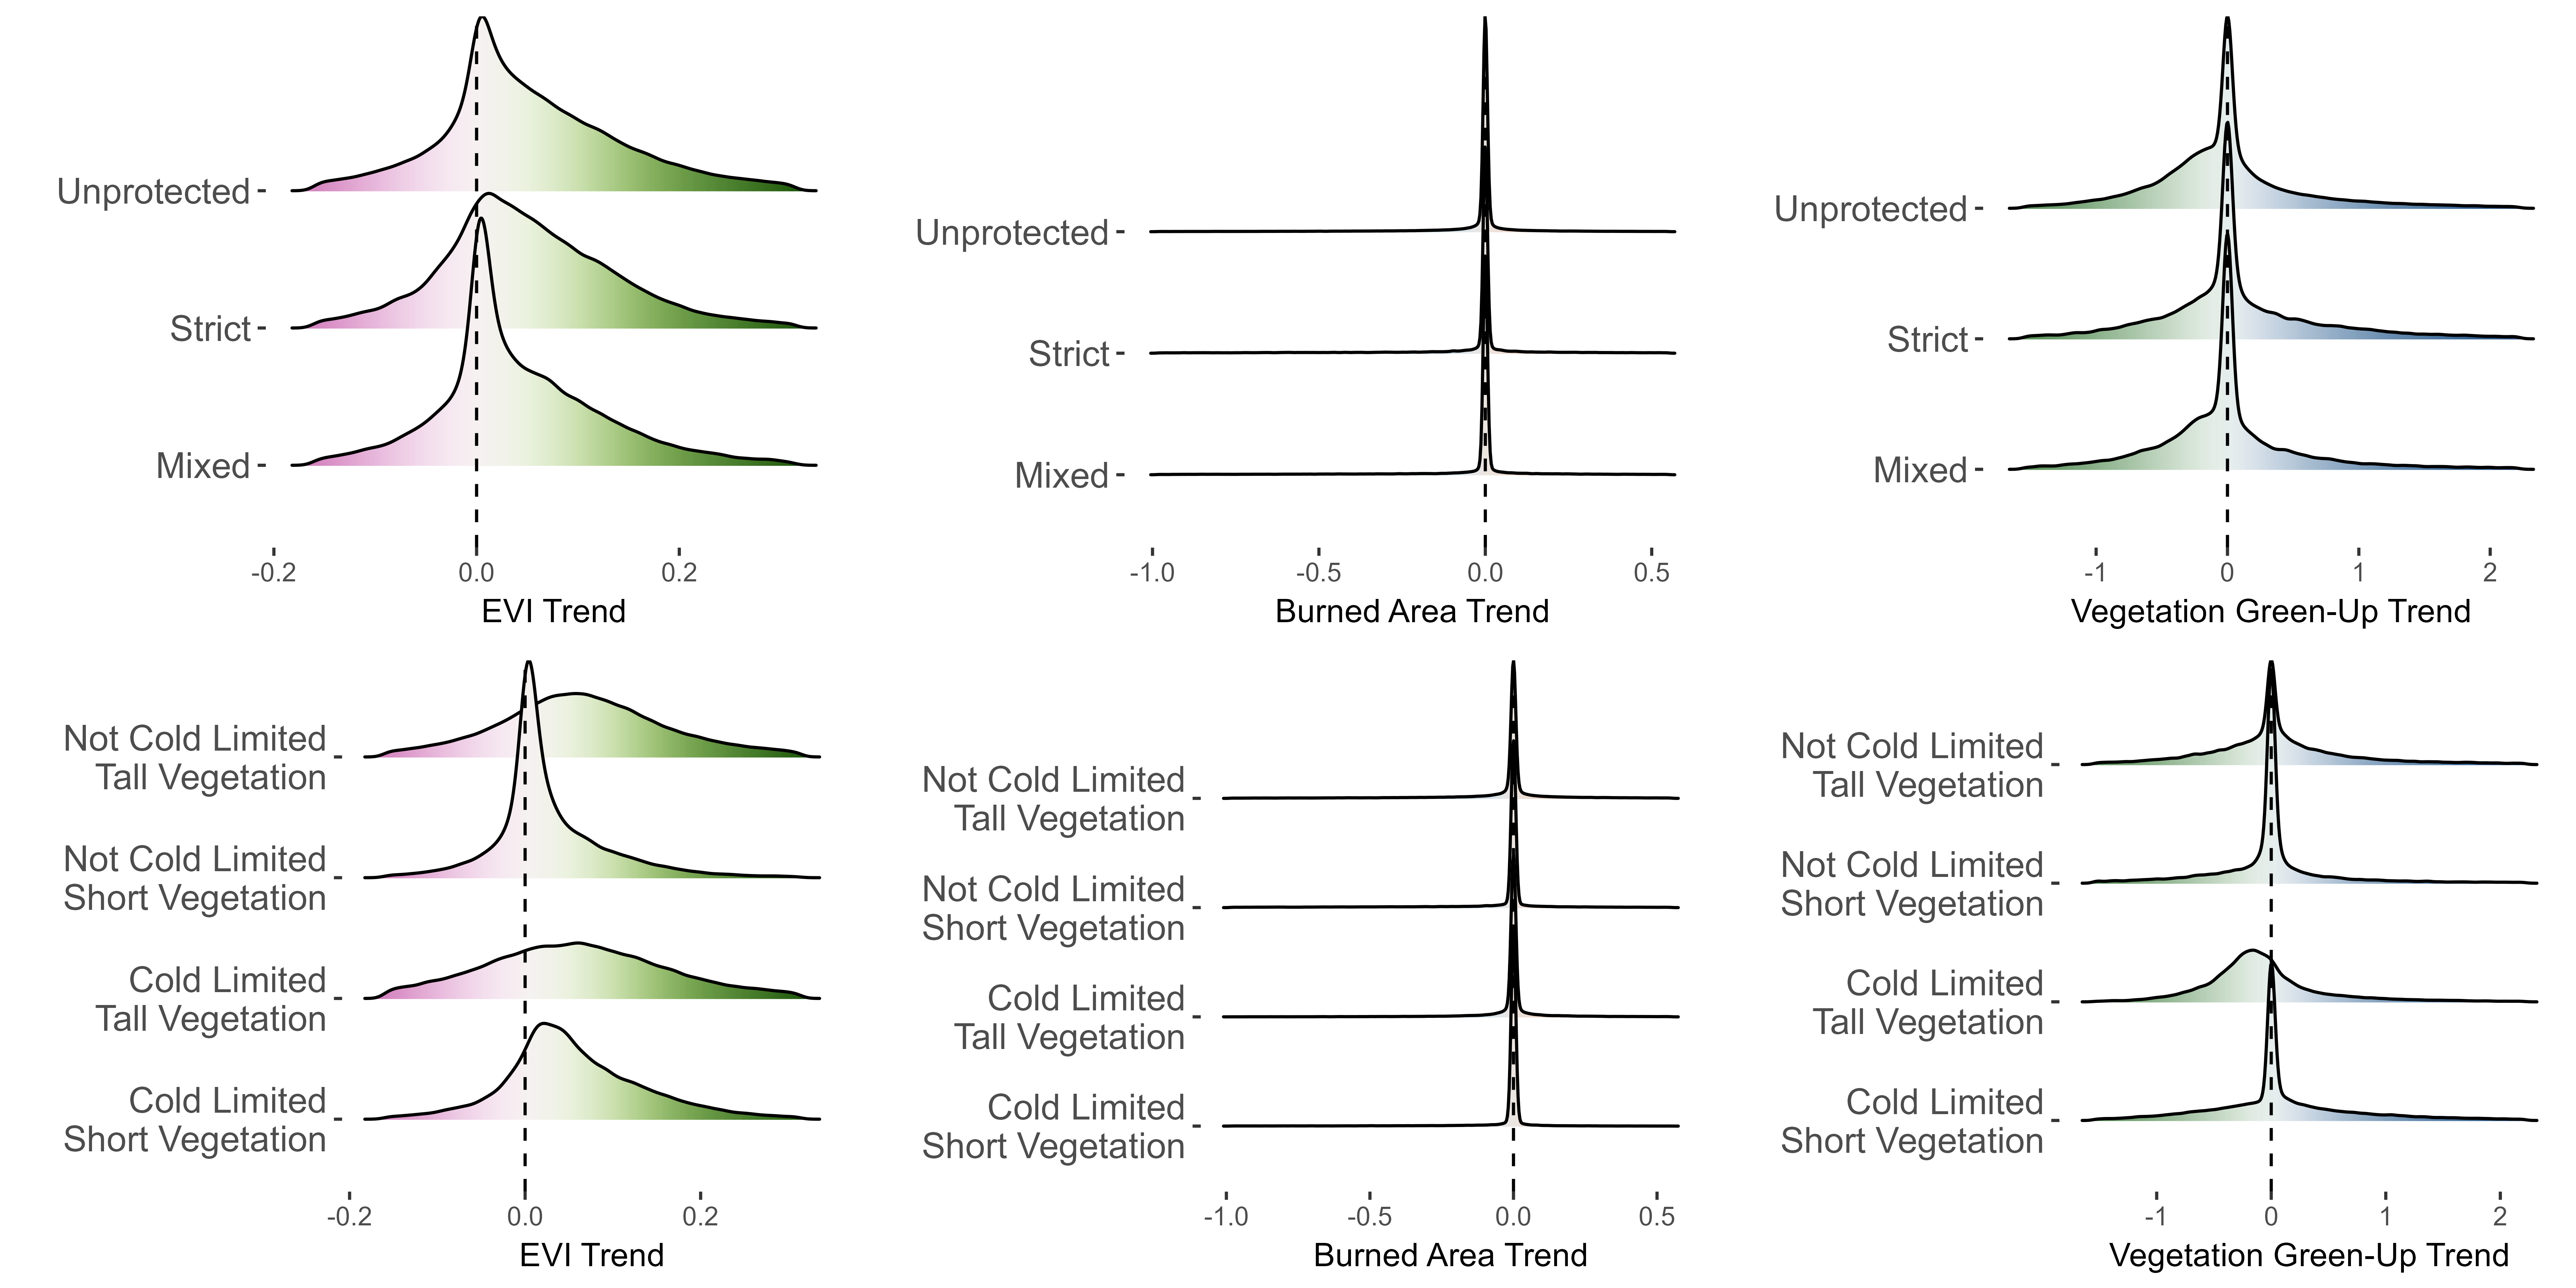 Unprotected
Strict
Mixed
-0.2 0.0 0.2
EVI Trend
Unprotected
Strict
Mixed
-1.0 -0.5 0.0 0.5
Burned Area Trend
Unprotected
Strict
Mixed
-1 0 1 2
Vegetation Green-Up Trend
Not Cold Limited
Tall Vegetation
Not Cold Limited
Short Vegetation
Cold Limited
Tall Vegetation
Cold Limited
Short Vegetation
-0.2 0.0 0.2
EVI Trend
Not Cold Limited
Tall Vegetation
Not Cold Limited
Short Vegetation
Cold Limited
Tall Vegetation
Cold Limited
Short Vegetation
-1.0 -0.5 0.0 0.5
Burned Area Trend
Not Cold Limited
Tall Vegetation
Not Cold Limited
Short Vegetation
Cold Limited
Tall Vegetation
Cold Limited
Short Vegetation
-1 0 1 2
Vegetation Green-Up Trend